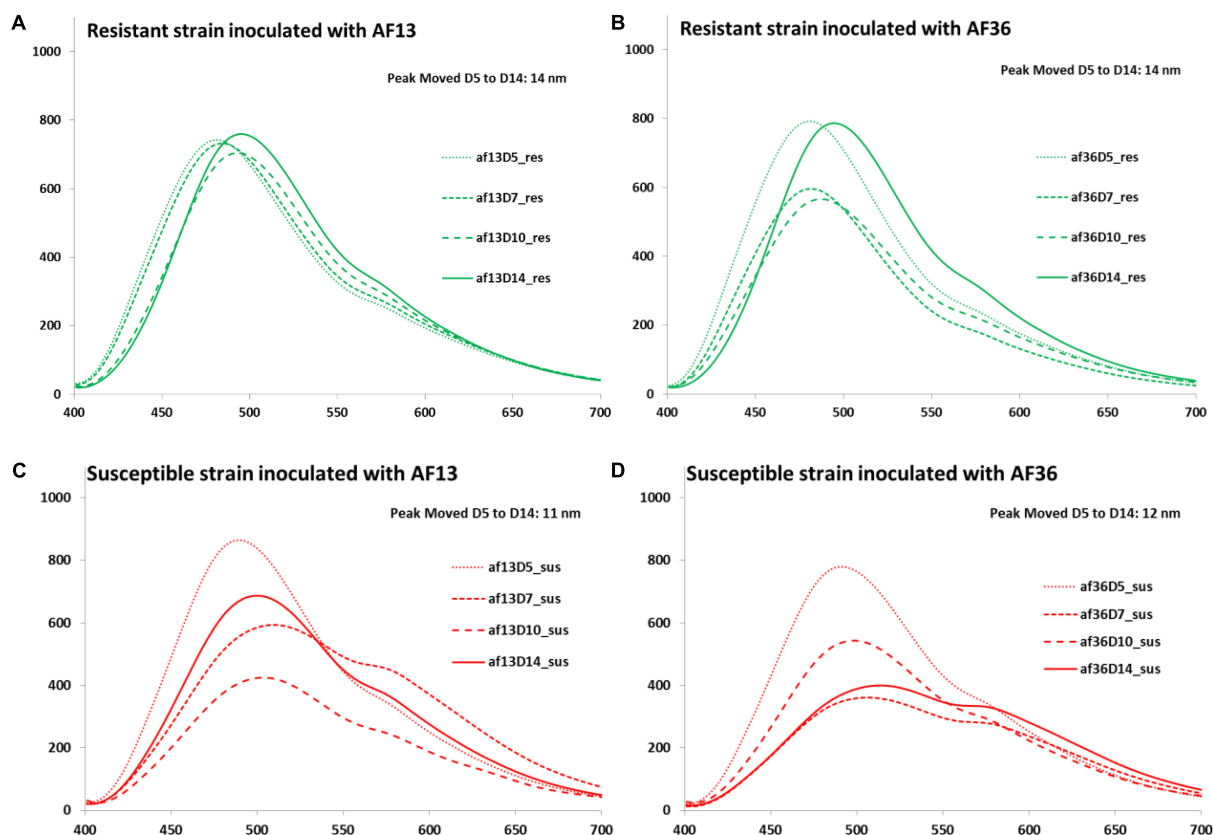 A
Resistant strain inoculated with AF13
Peak Moved D5 to D14: 14 nm
1000
800
600
400
200
0
af13D5_res
af13D7_res
af13D10_res
af13D14_res
400 450 500 550 600 650 700
B
Resistant strain inoculated with AF36
Peak Moved D5 to D14: 14 nm
1000
800
600
400
200
0
af36D5_res
af36D7_res
af36D10_res
af36D14_res
400 450 500 550 600 650 700
C
Susceptible strain inoculated with AF13
Peak Moved D5 to D14: 11 nm
1000
800
600
400
200
0
af13D5_sus
af13D7_sus
af13D10_sus
af13D14_sus
400 450 500 550 600 650 700
D
Susceptible strain inoculated with AF36
Peak Moved D5 to D14: 12 nm
1000
800
600
400
200
0
af36D5_sus
af36D7_sus
af36D10_sus
af36D14_sus
400 450 500 550 600 650 700